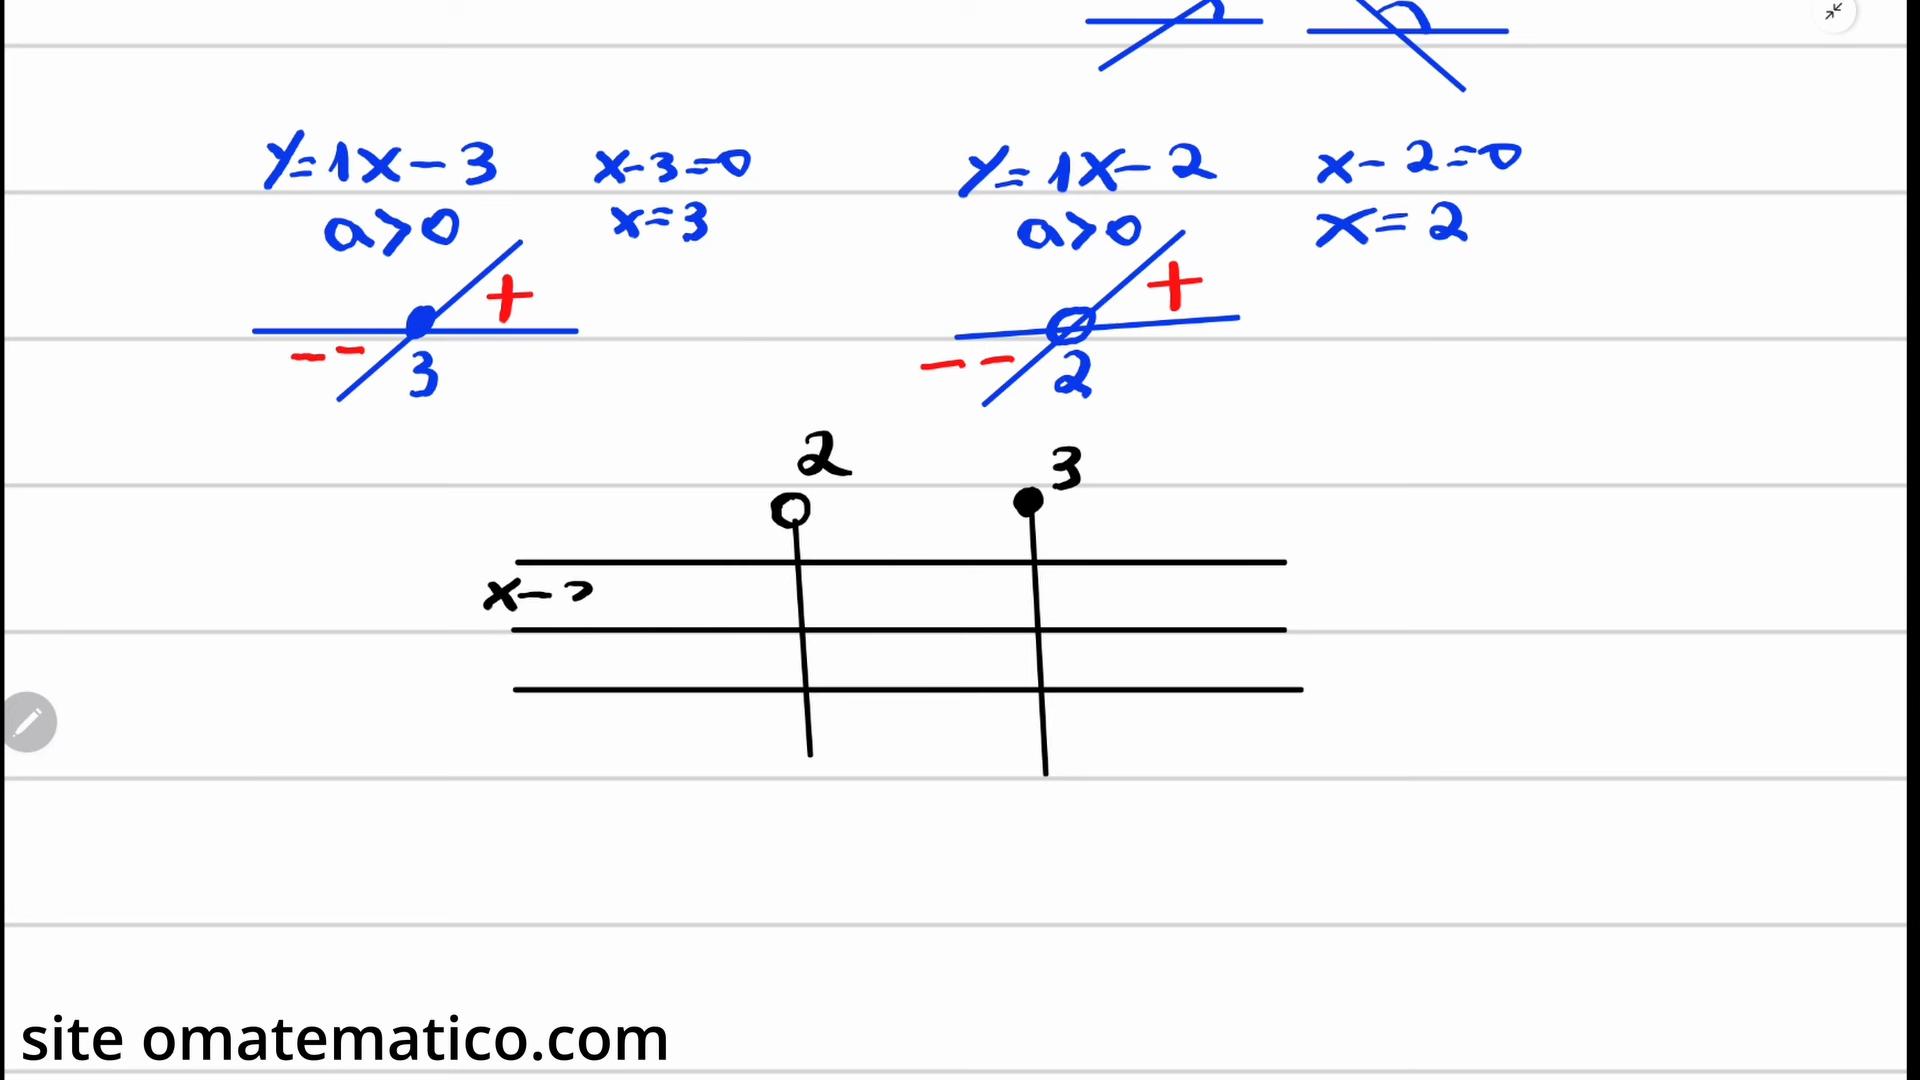 y=1x-3 x-3=0 y=1x-2 x-2=0
a>0 x=3 a>0 x=2
+ +
-- --
3 2
2 3
x-
site omatematico.com